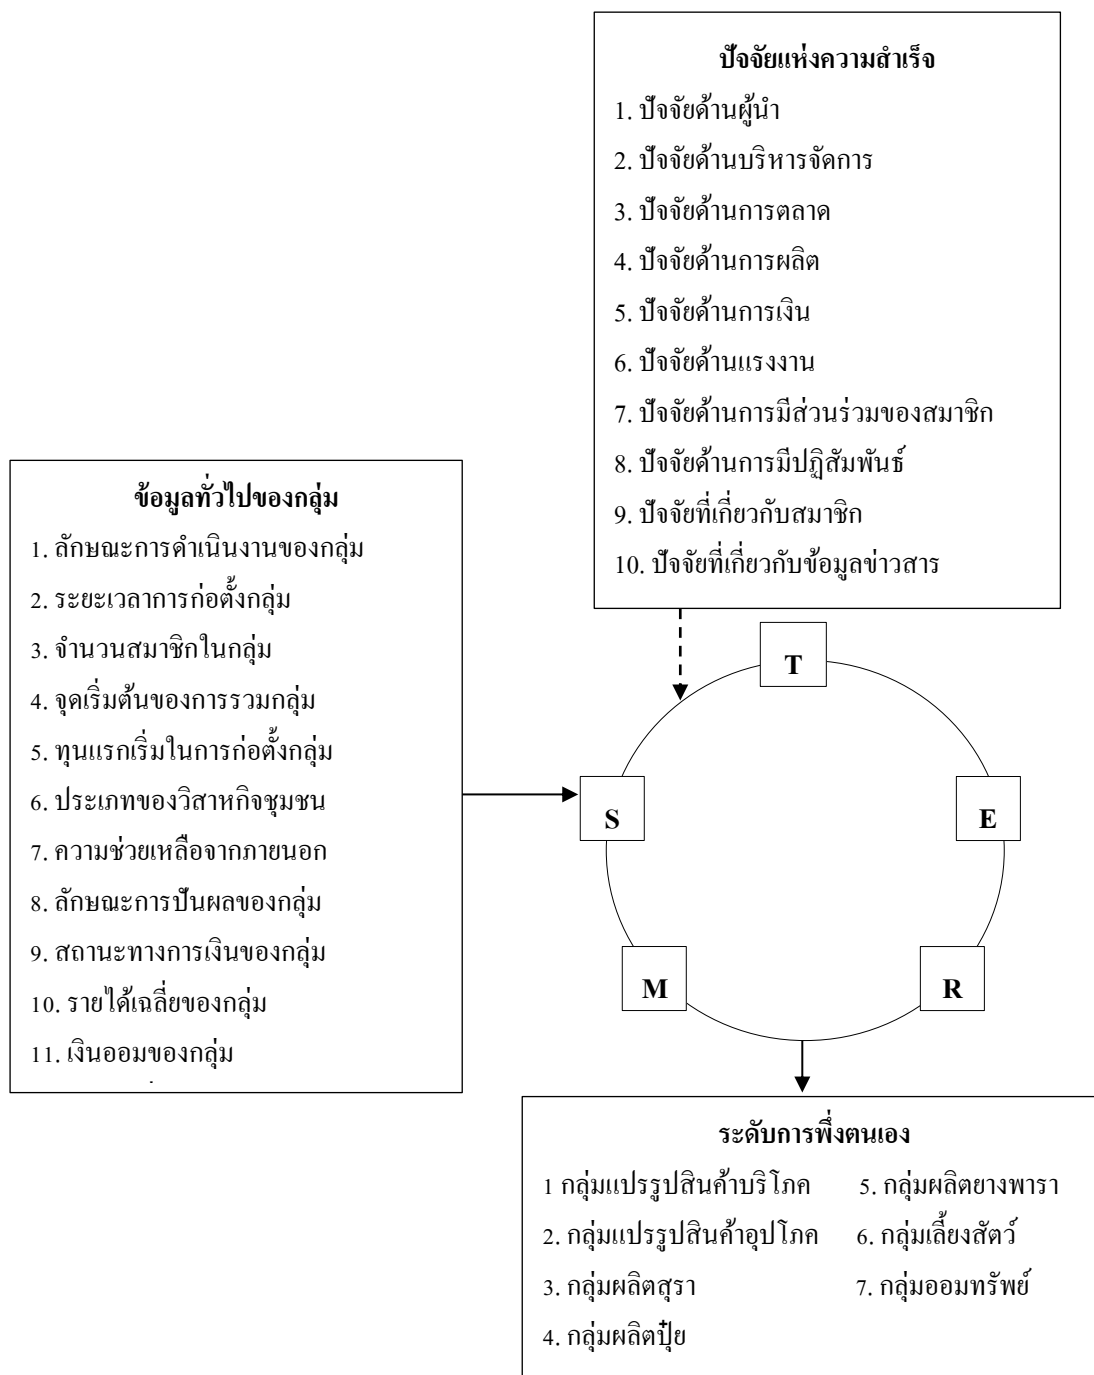 ปัจจัยแห่งความสำเร็จ
1. ปัจจัยด้านผู้นำ
2. ปัจจัยด้านบริหารจัดการ
3. ปัจจัยด้านการตลาด
4. ปัจจัยด้านการผลิต
5. ปัจจัยด้านการเงิน
6. ปัจจัยด้านแรงงาน
7. ปัจจัยด้านการมีส่วนร่วมของสมาชิก
8. ปัจจัยด้านการมีปฏิสัมพันธ์
9. ปัจจัยที่เกี่ยวกับสมาชิก
10. ปัจจัยที่เกี่ยวกับข้อมูลข่าวสาร
ข้อมูลทั่วไปของกลุ่ม
1. ลักษณะการดำเนินงานของกลุ่ม
2. ระยะเวลาการก่อตั้งกลุ่ม
3. จำนวนสมาชิกในกลุ่ม
4. จุดเริ่มต้นของการรวมกลุ่ม
5. ทุนแรกเริ่มในการก่อตั้งกลุ่ม
6. ประเภทของวิสาหกิจชุมชน
7. ความช่วยเหลือจากภายนอก
8. ลักษณะการปันผลของกลุ่ม
9. สถานะทางการเงินของกลุ่ม
10. รายได้เฉลี่ยของกลุ่ม
11. เงินออมของกลุ่ม
T
S
E
M
R
ระดับการพึ่งตนเอง
1 กลุ่มแปรรูปสินค้าบริโภค
2. กลุ่มแปรรูปสินค้าอุปโภค
3. กลุ่มผลิตสุรา
4. กลุ่มผลิตปุ๋ย
5. กลุ่มผลิตยางพารา
6. กลุ่มเลี้ยงสัตว์
7. กลุ่มออมทรัพย์